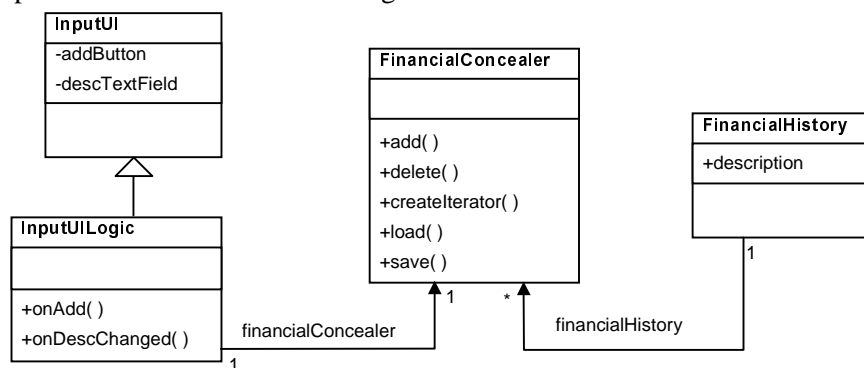 InputUI
-addButton
-descTextField
FinancialConcealer
+add( )
+delete( )
+createIterator( )
+load( )
+save( )
FinancialHistory
+description
InputUILogic
+onAdd( )
+onDescChanged( )
financialConcealer
1
1
*
financialHistory
1